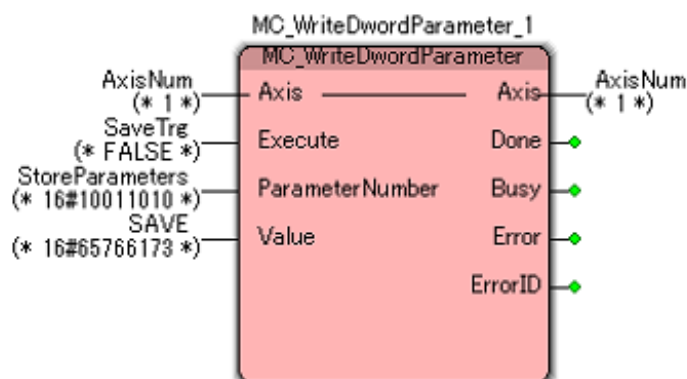 MC_WriteDwordParameter_1
MC_WriteDwordParameter
AxisNum
(* 1 *)
Axis
Axis
AxisNum
(* 1 *)
SaveTrg
(* FALSE *)
Execute
Done
StoreParameters
(* 16#10011010 *)
ParameterNumber
Busy
SAVE
(* 16#65766173 *)
Value
Error
ErrorID